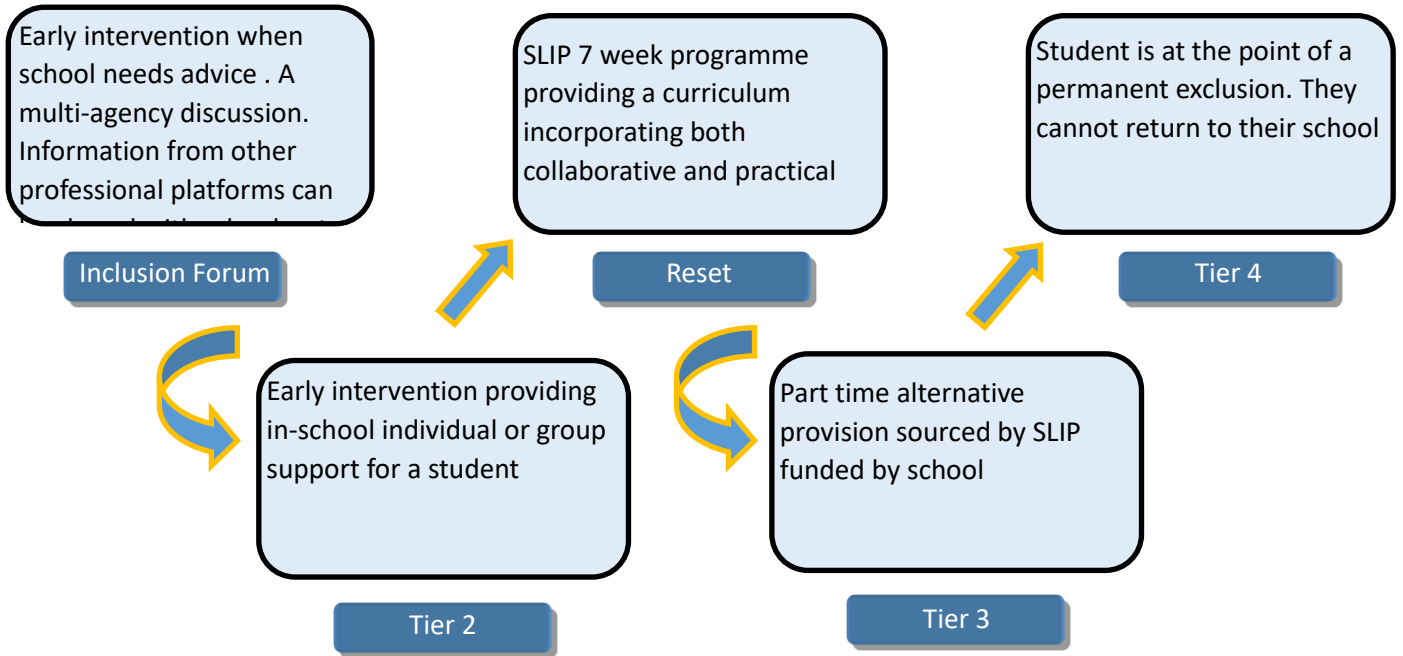 Early intervention when
school needs advice . A
multi-agency discussion.
Information from other
professional platforms can
Inclusion Forum
Early intervention providing
in-school individual or group
support for a student
Tier 2
SLIP 7 week programme
providing a curriculum
incorporating both
collaborative and practical
Reset
Part time alternative
provision sourced by SLIP
funded by school
Tier 3
Student is at the point of a
permanent exclusion. They
cannot return to their school
Tier 4